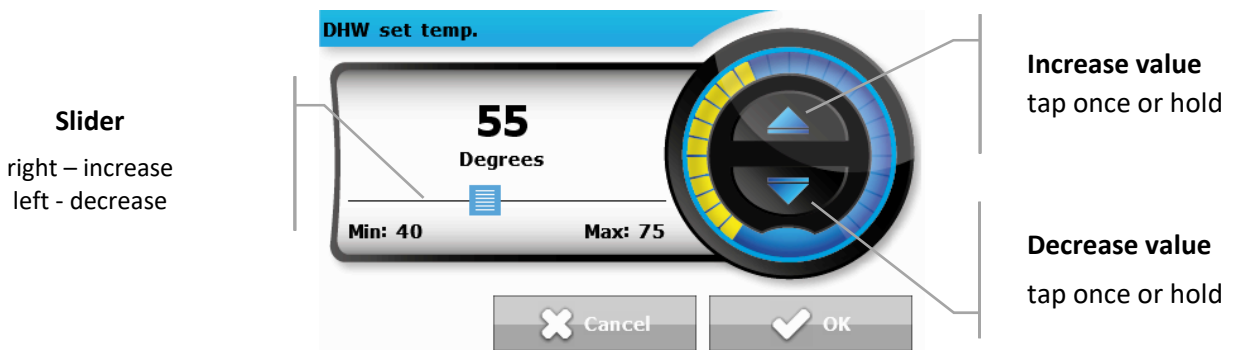 DHW set temp.
Slider
right – increase
left - decrease
55
Degrees
Min: 40 Max: 75
Increase value
tap once or hold
Decrease value
tap once or hold
Cancel OK